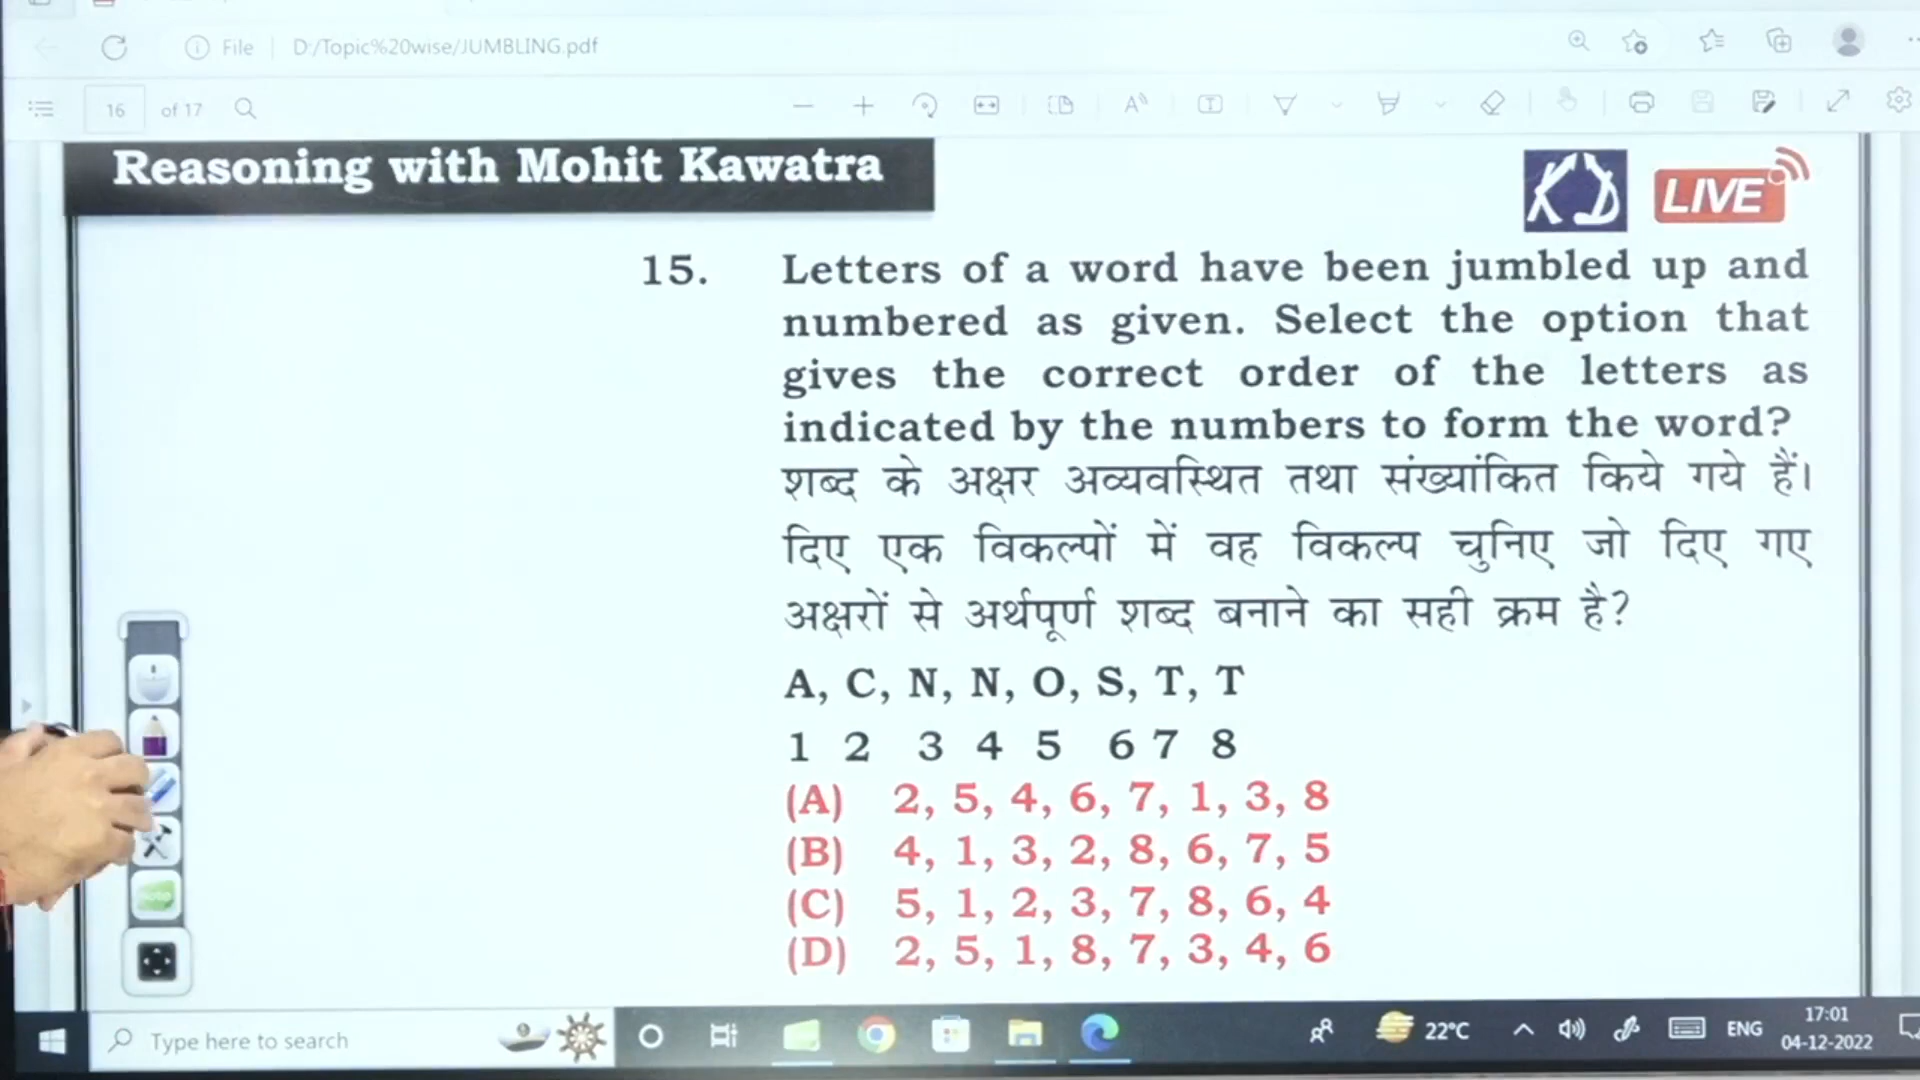 File
D:/Topic%20wise/JUMBLING.pdf
16 of 17
Reasoning with Mohit Kawatra
KD LIVE
15. Letters of a word have been jumbled up and
numbered as given. Select the option that
gives the correct order of the letters as
indicated by the numbers to form the word?
शब्द के अक्षर अव्यवस्थित तथा संख्यांकित किये गये हैं।
दिए एक विकल्पों में वह विकल्प चुनिए जो दिए गए
अक्षरों से अर्थपूर्ण शब्द बनाने का सही क्रम है?
A, C, N, N, O, S, T, T
1 2 3 4 5 6 7 8
(A) 2, 5, 4, 6, 7, 1, 3, 8
(B) 4, 1, 3, 2, 8, 6, 7, 5
(C) 5, 1, 2, 3, 7, 8, 6, 4
(D) 2, 5, 1, 8, 7, 3, 4, 6
Type here to search
22°C
ENG
17:01
04-12-2022